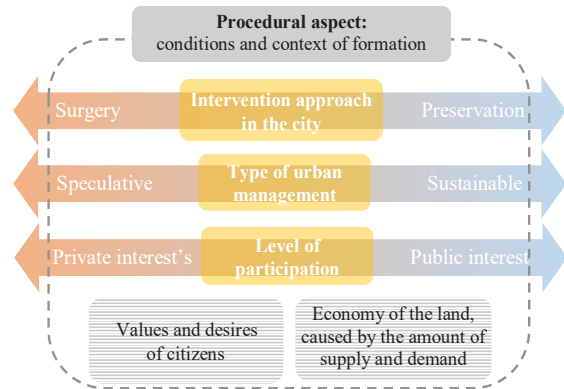 Procedural aspect:
conditions and context of formation
Surgery
Intervention approach
in the city
Preservation
Speculative
Type of urban
management
Sustainable
Private interest's
Level of
participation
Public interest
Values and desires
of citizens
Economy of the land,
caused by the amount of
supply and demand